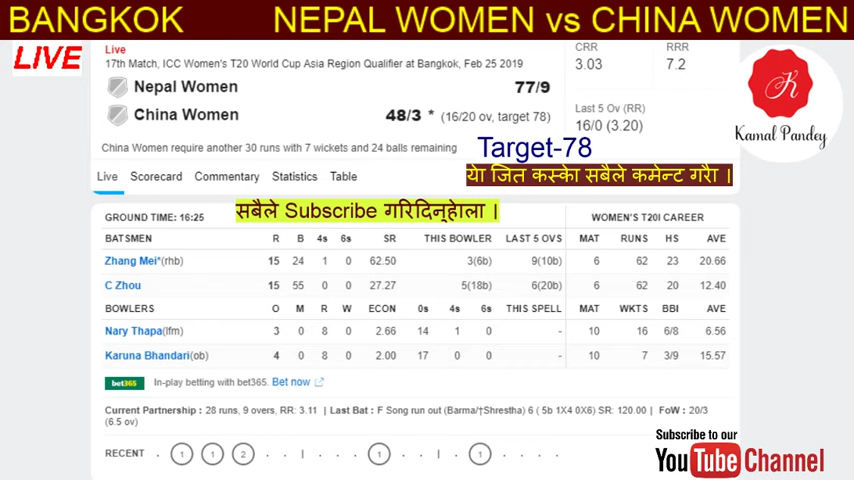 BANGKOK NEPAL WOMEN vs CHINA WOMEN
LIVE
Live
17th Match, ICC Women's T20 World Cup Asia Region Qualifier at Bangkok, Feb 25 2019
Nepal Women 77/9
China Women 48/3 * (16/20 ov, target 78)
China Women require another 30 runs with 7 wickets and 24 balls remaining
CRR RRR
3.03 7.2
Last 5 Ov (RR)
16/0 (3.20)
K
Kamal Pandey
Target-78
Live Scorecard Commentary Statistics Table
यो जित कस्को सबैले कमेन्ट गरौ ।
सबैले Subscribe गरिदिनुहोला ।
GROUND TIME: 16:25 WOMEN'S T20I CAREER
BATSMEN R B 4s 6s SR THIS BOWLER LAST 5 OVS MAT RUNS HS AVE
Zhang Mei*(rhb) 15 24 1 0 62.50 3(6b) 9(10b) 6 62 23 20.66
C Zhou 15 55 0 0 27.27 5(18b) 6(20b) 6 62 20 12.40
BOWLERS O M R W ECON 0s 4s 6s THIS SPELL MAT WKTS BBI AVE
Nary Thapa(lfm) 3 0 8 0 2.66 14 1 0 - 10 16 6/8 6.56
Karuna Bhandari(ob) 4 0 8 0 2.00 17 0 0 - 10 7 3/9 15.57
bet365 In-play betting with bet365. Bet now
Current Partnership : 28 runs, 9 overs, RR: 3.11 | Last Bat : F Song run out (Barma/†Shrestha) 6 ( 5b 1X4 0X6) SR: 120.00 | FoW : 20/3
(6.5 ov)
RECENT . 1 1 2 . . | . . 1 . . | . 1 . . . .
Subscribe to our
YouTube Channel